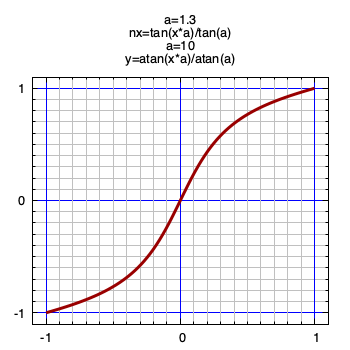 a=1.3
nx=tan(x*a)/tan(a)
a=10
y=atan(x*a)/atan(a)
1
0
-1
-1
0
1